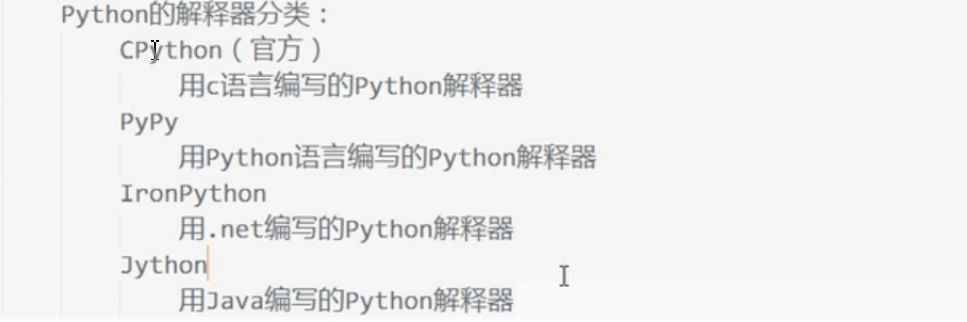 Python的解释器分类：
CPython（官方）
用c语言编写的Python解释器
PyPy
用Python语言编写的Python解释器
IronPython
用.net编写的Python解释器
Jython
用Java编写的Python解释器